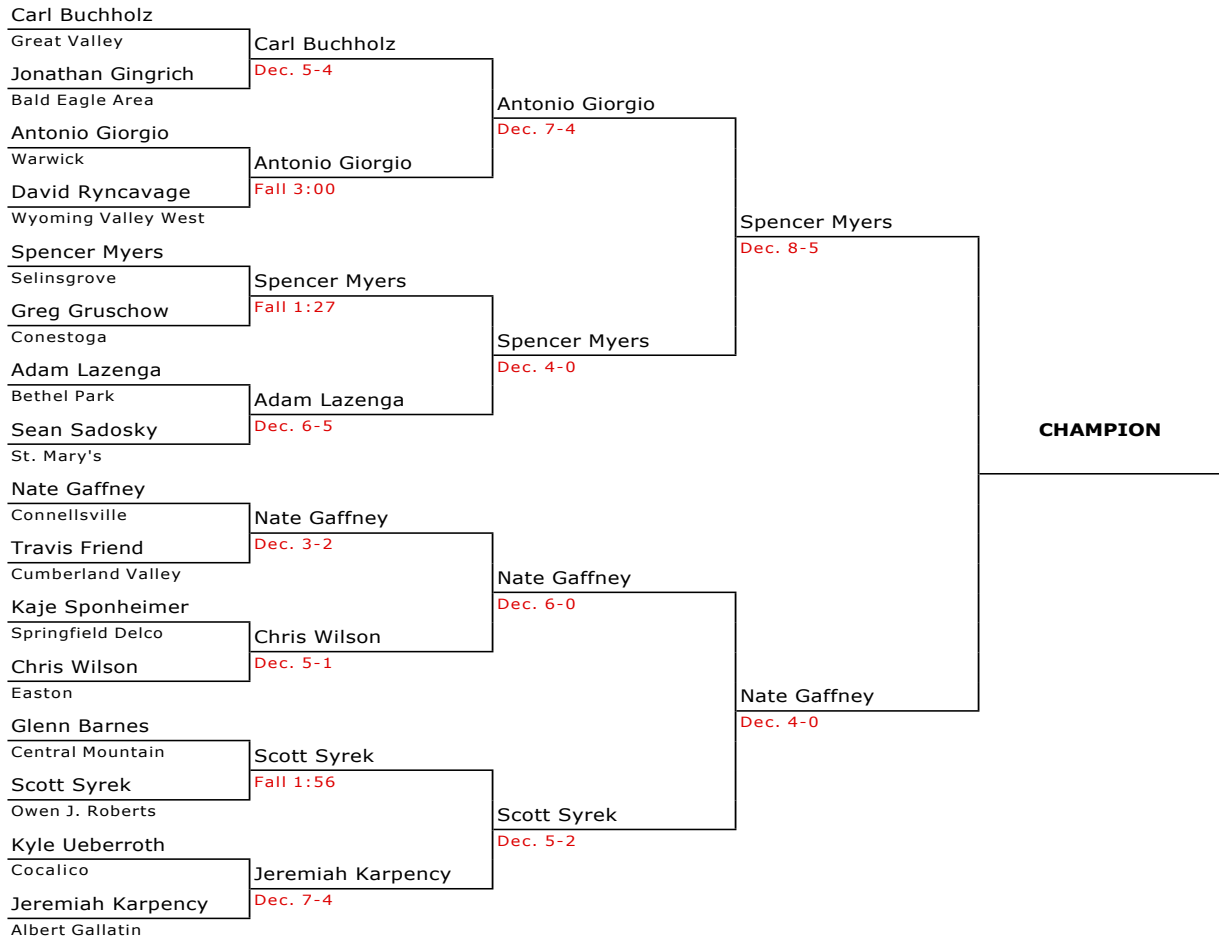 Carl Buchholz
Great Valley
Jonathan Gingrich
Bald Eagle Area
Antonio Giorgio
Warwick
David Ryncavage
Wyoming Valley West
Spencer Myers
Selinsgrove
Greg Gruschow
Conestoga
Adam Lazenga
Bethel Park
Sean Sadosky
St. Mary's
Nate Gaffney
Connellsville
Travis Friend
Cumberland Valley
Kaje Sponheimer
Springfield Delco
Chris Wilson
Easton
Glenn Barnes
Central Mountain
Scott Syrek
Owen J. Roberts
Kyle Ueberroth
Cocalico
Jeremiah Karpency
Albert Gallatin
Carl Buchholz
Dec. 5-4
Antonio Giorgio
Fall 3:00
Spencer Myers
Fall 1:27
Adam Lazenga
Dec. 6-5
Nate Gaffney
Dec. 3-2
Chris Wilson
Dec. 5-1
Scott Syrek
Fall 1:56
Jeremiah Karpency
Dec. 7-4
Antonio Giorgio
Dec. 7-4
Spencer Myers
Dec. 4-0
Nate Gaffney
Dec. 6-0
Scott Syrek
Dec. 5-2
Spencer Myers
Dec. 8-5
Nate Gaffney
Dec. 4-0
CHAMPION